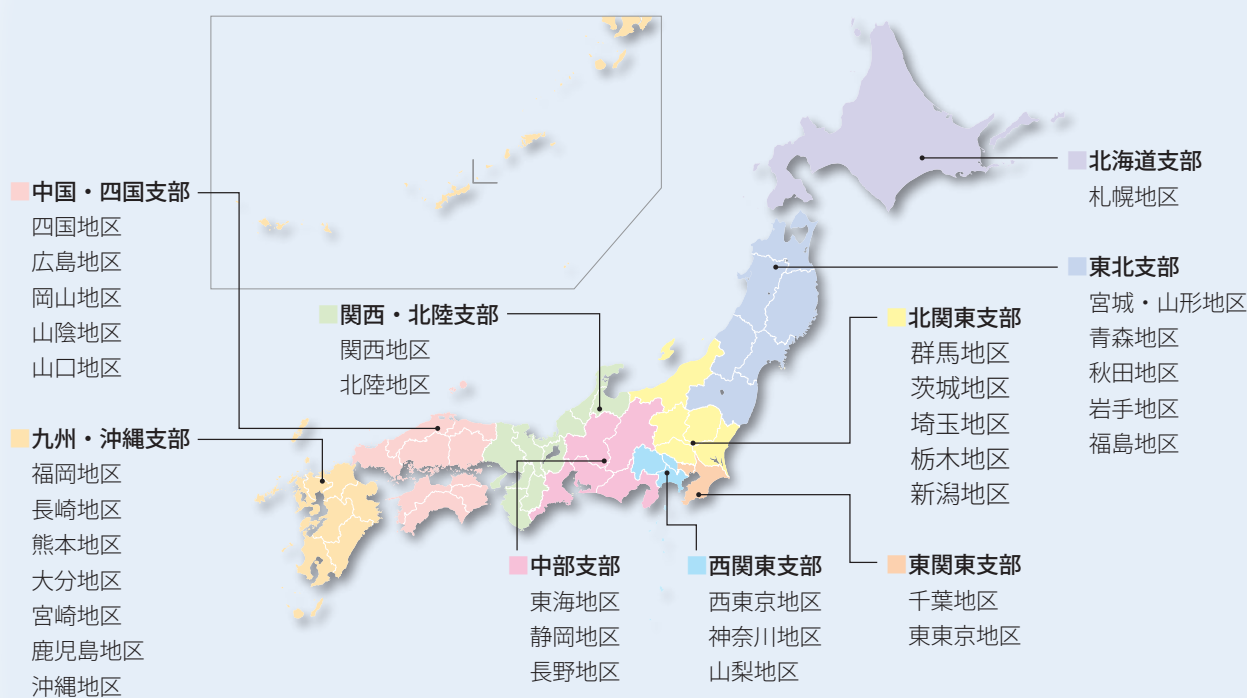 中国・四国支部
四国地区
広島地区
岡山地区
山陰地区
山口地区
九州・沖縄支部
福岡地区
長崎地区
熊本地区
大分地区
宮崎地区
鹿児島地区
沖縄地区
関西・北陸支部
関西地区
北陸地区
中部支部
東海地区
静岡地区
長野地区
西関東支部
西東京地区
神奈川地区
山梨地区
北関東支部
群馬地区
茨城地区
埼玉地区
栃木地区
新潟地区
東関東支部
千葉地区
東東京地区
北海道支部
札幌地区
東北支部
宮城・山形地区
青森地区
秋田地区
岩手地区
福島地区